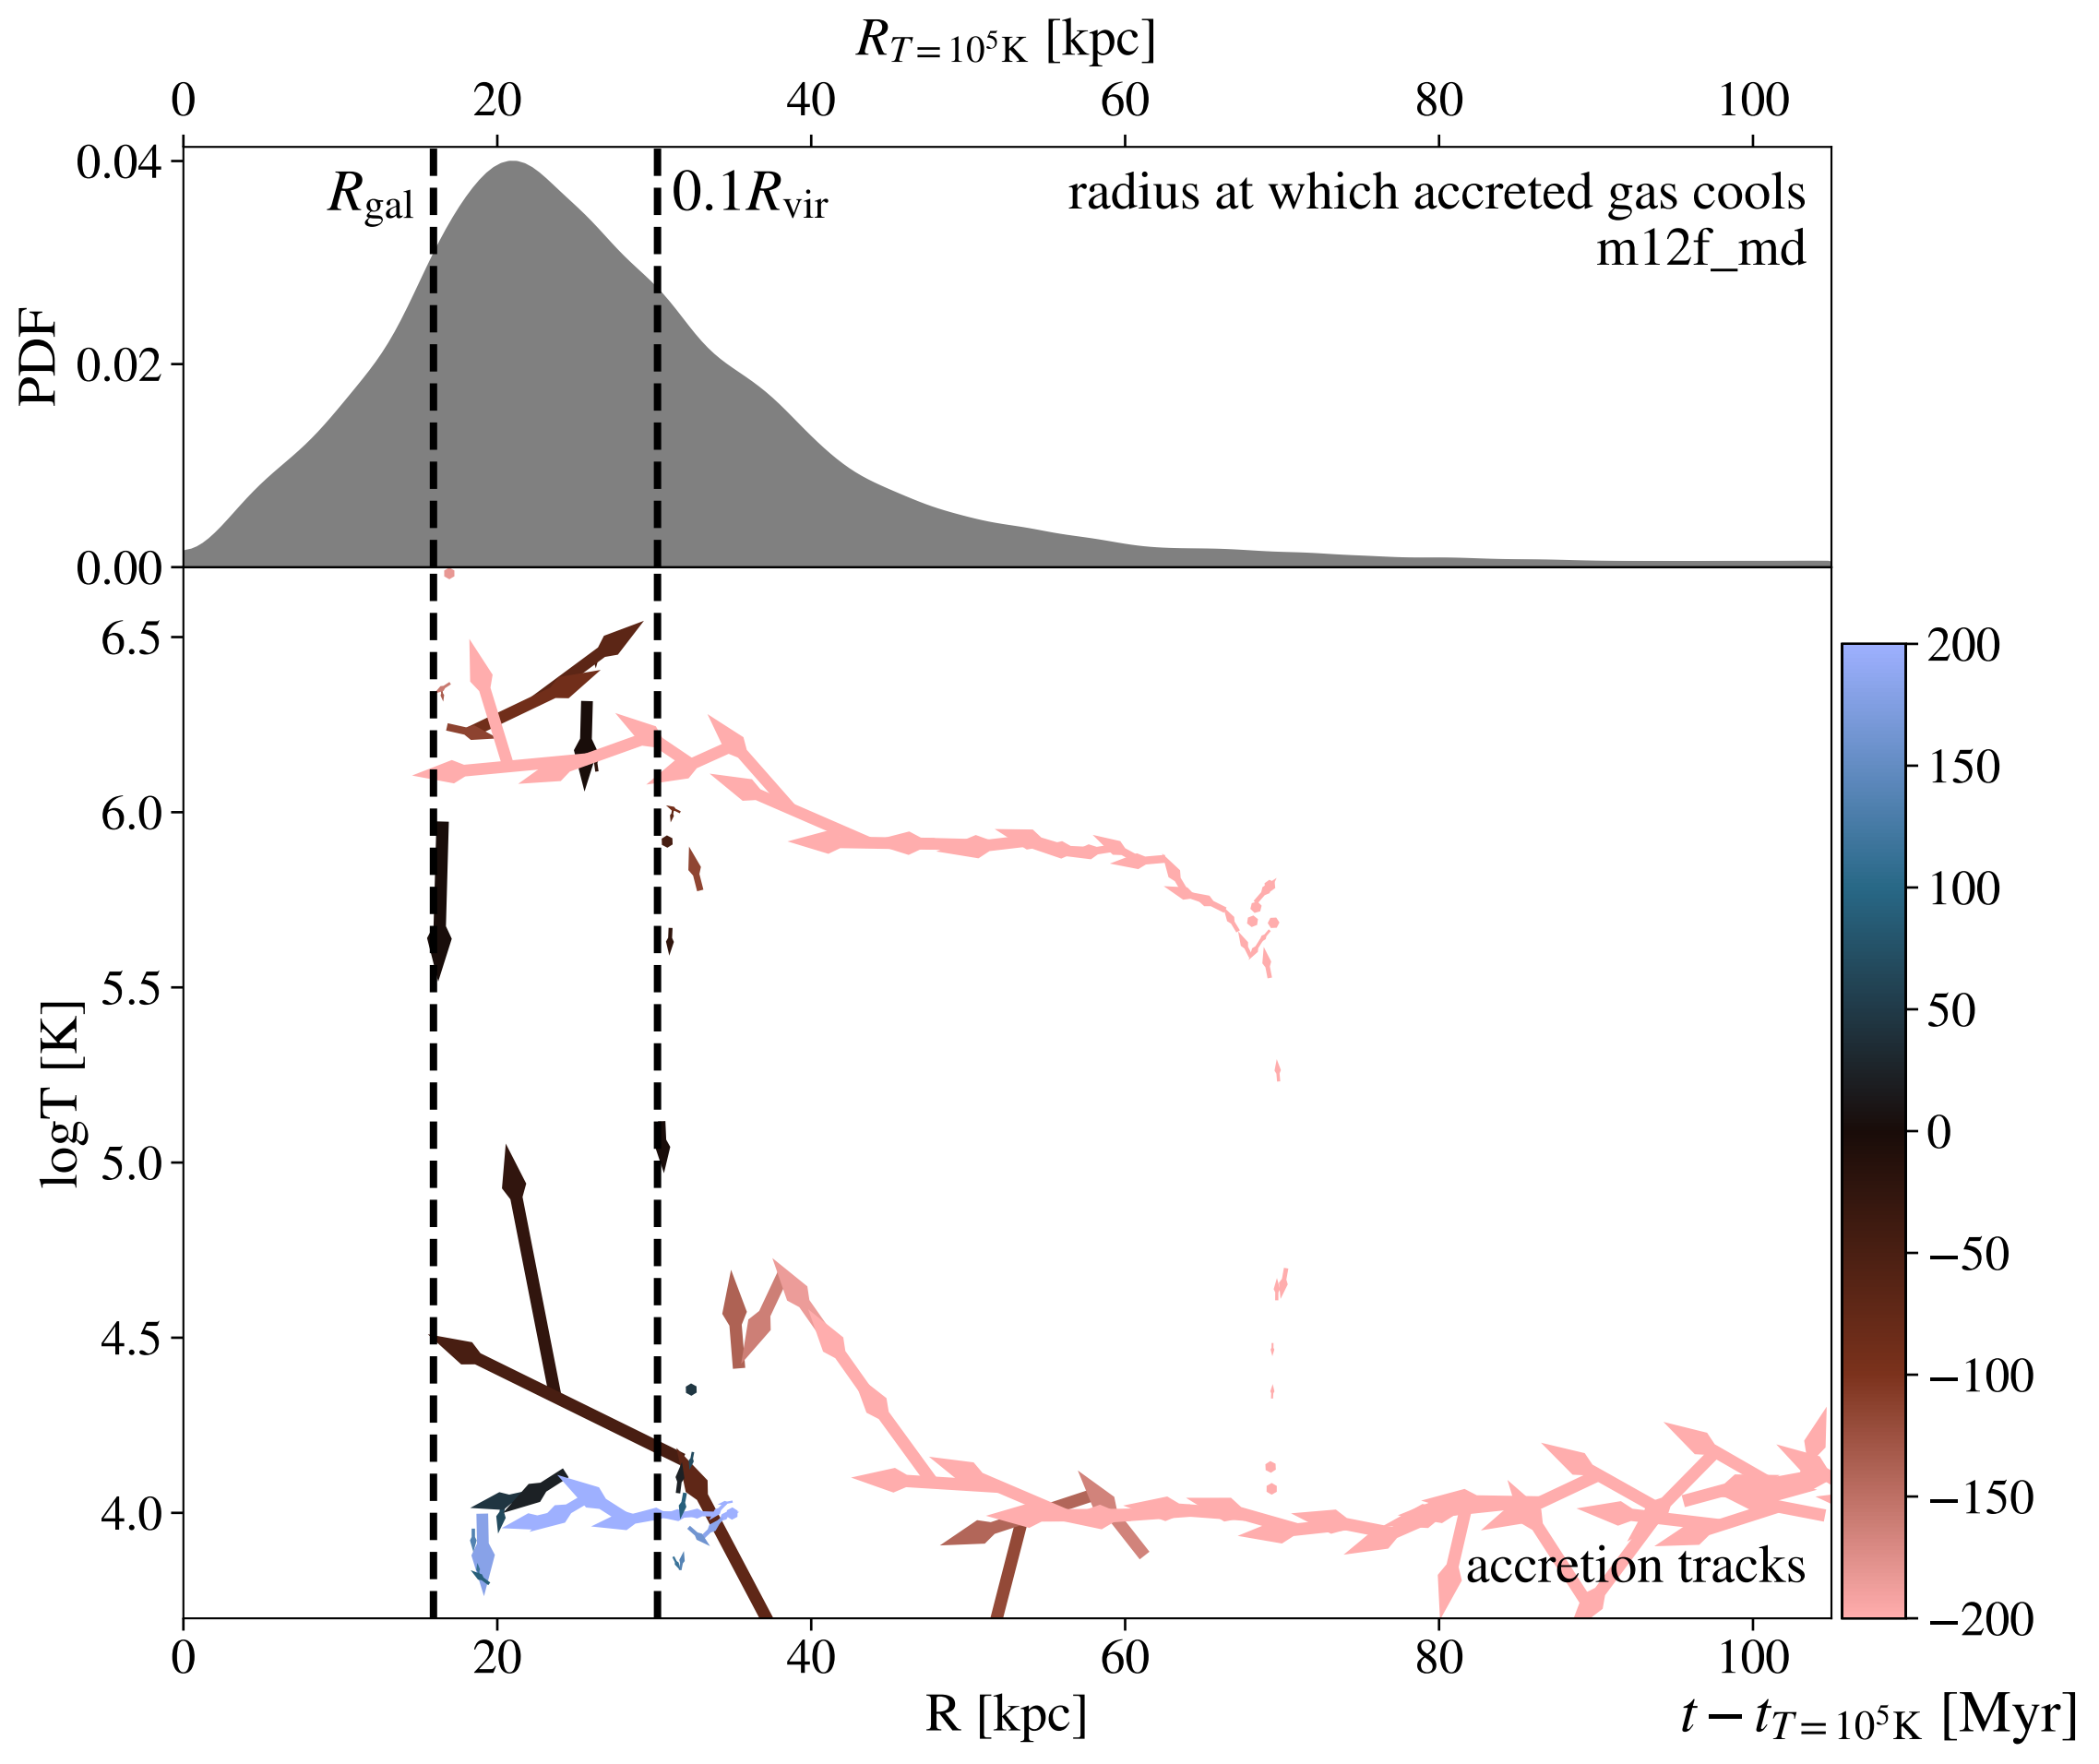 R_{T=10^5K} [kpc]
0 20 40 60 80 100
0.04
R_gal
0.1R_vir
radius at which accreted gas cools
m12f_md
PDF
0.02
0.00
6.5
6.0
5.5
logT [K]
5.0
4.5
4.0
accretion tracks
200
150
100
50
0
−50
−100
−150
−200
0 20 40 60 80 100
R [kpc]
t − t_{T=10^5K} [Myr]